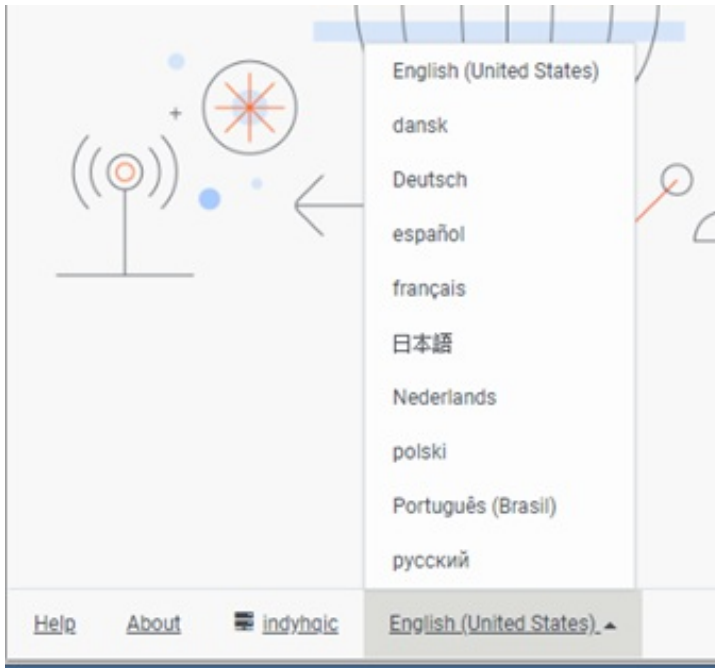 English (United States)
dansk
Deutsch
español
français
日本語
Nederlands
polski
Português (Brasil)
русский
Help About indyhqic English (United States)